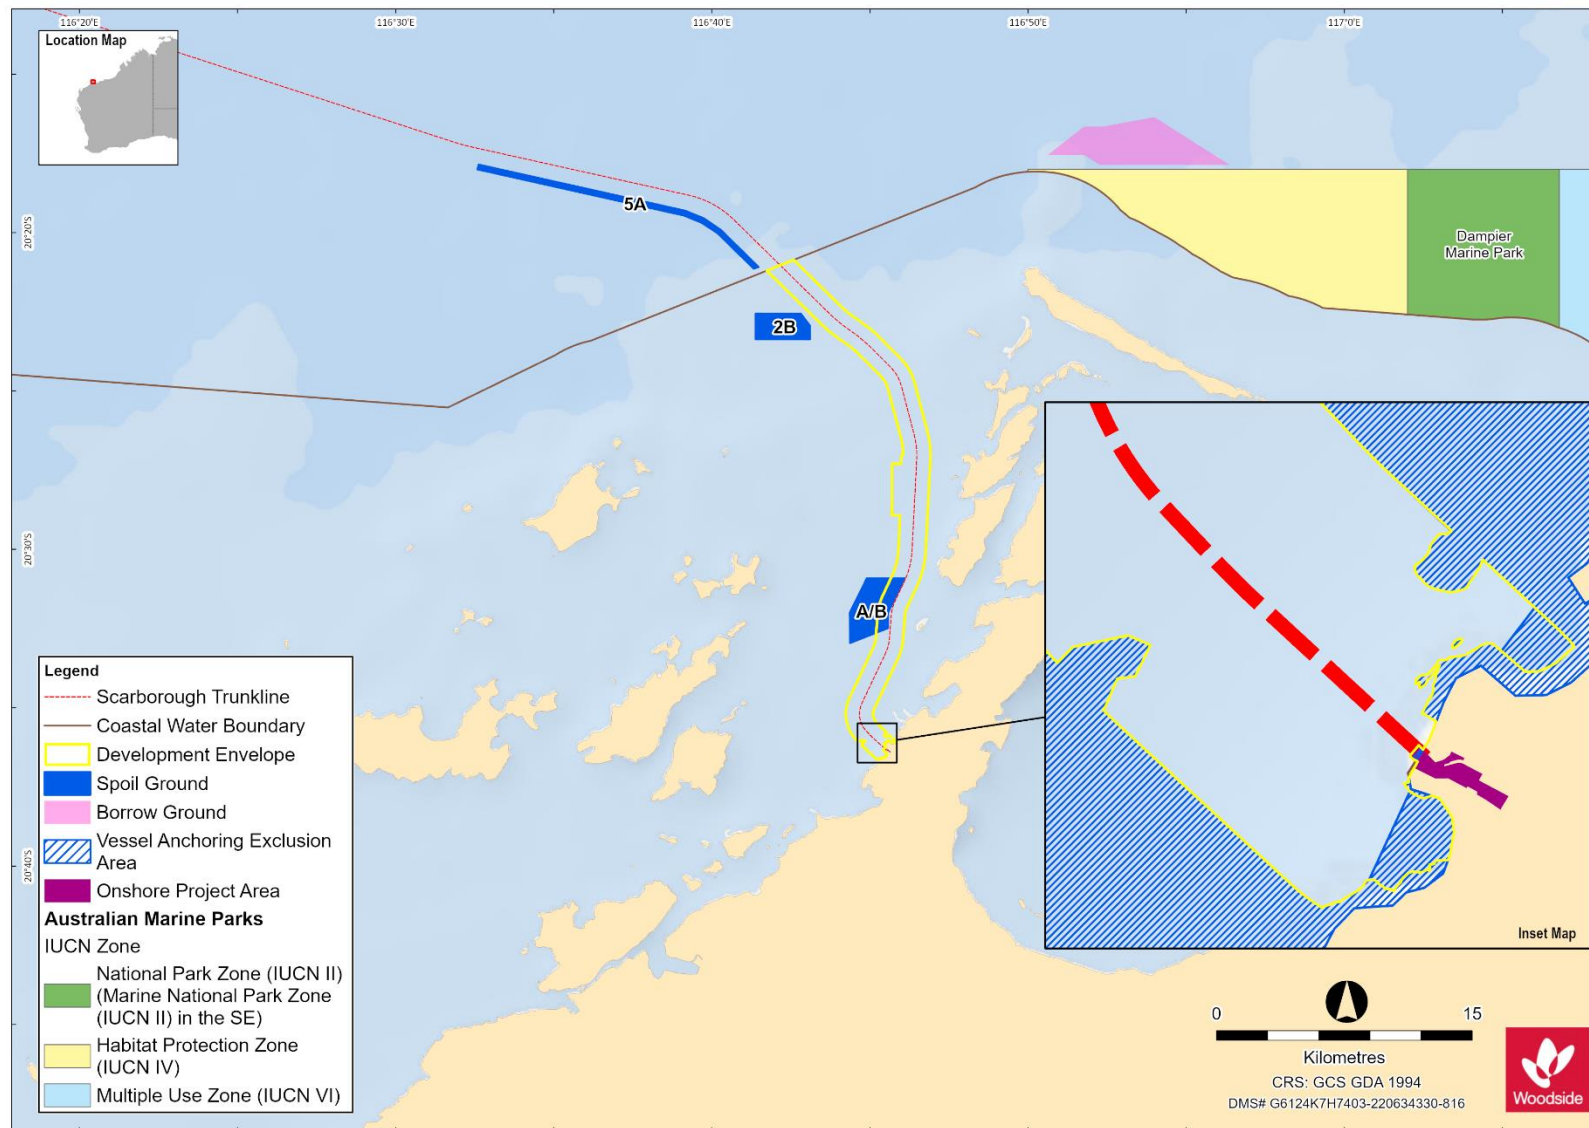 116°20'E
116°30'E
116°40'E
116°50'E
117°0'E
Location Map
20°20'S
20°30'S
20°40'S
5A
2B
A/B
Dampier
Marine Park
Inset Map
Legend
Scarborough Trunkline
Coastal Water Boundary
Development Envelope
Spoil Ground
Borrow Ground
Vessel Anchoring Exclusion
Area
Onshore Project Area
Australian Marine Parks
IUCN Zone
National Park Zone (IUCN II)
(Marine National Park Zone
(IUCN II) in the SE)
Habitat Protection Zone
(IUCN IV)
Multiple Use Zone (IUCN VI)
0 15
Kilometres
CRS: GCS GDA 1994
DMS# G6124K7H7403-220634330-816
Woodside